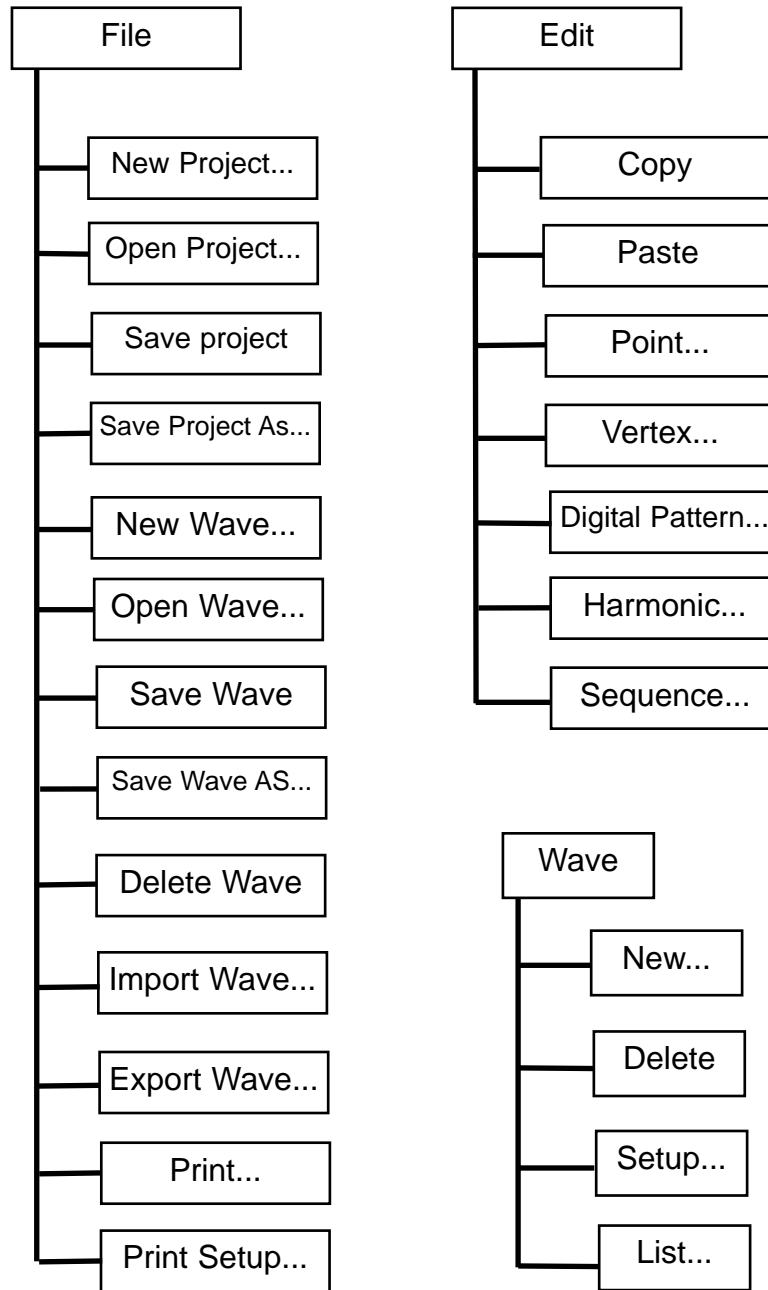 File
New Project...
Open Project...
Save project
Save Project As...
New Wave...
Open Wave...
Save Wave
Save Wave AS...
Delete Wave
Import Wave...
Export Wave...
Print...
Print Setup...
Edit
Copy
Paste
Point...
Vertex...
Digital Pattern...
Harmonic...
Sequence...
Wave
New...
Delete
Setup...
List...